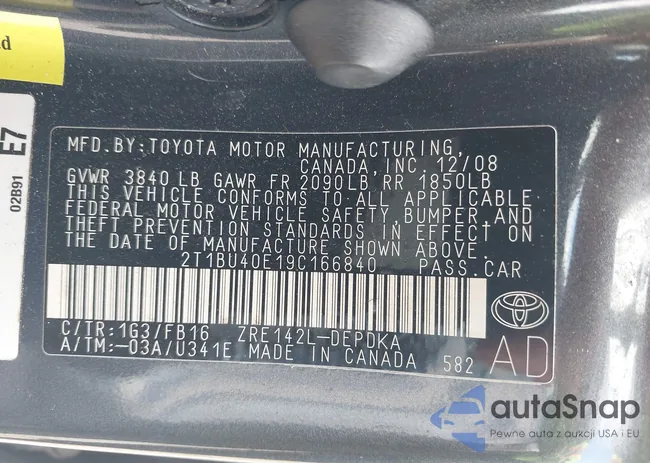 d
E7
02B91
MFD.BY:TOYOTA MOTOR MANUFACTURING,
CANADA,INC. 12/08
GVWR 3840LB GAWR FR 2090LB RR 1850LB
THIS VEHICLE CONFORMS TO ALL APPLICABLE
FEDERAL MOTOR VEHICLE SAFETY, BUMPER, AND
THEFT PREVENTION STANDARDS IN EFFECT ON
THE DATE OF MANUFACTURE SHOWN ABOVE.
2T1BU40E19C166840 PASS.CAR
C/TR:1G3/FB16 ZRE142L-DEPDKA
A/TM:-03A/U341E MADE IN CANADA 582
AD
autoSnap
Pewne auta z aukcji USA i EU